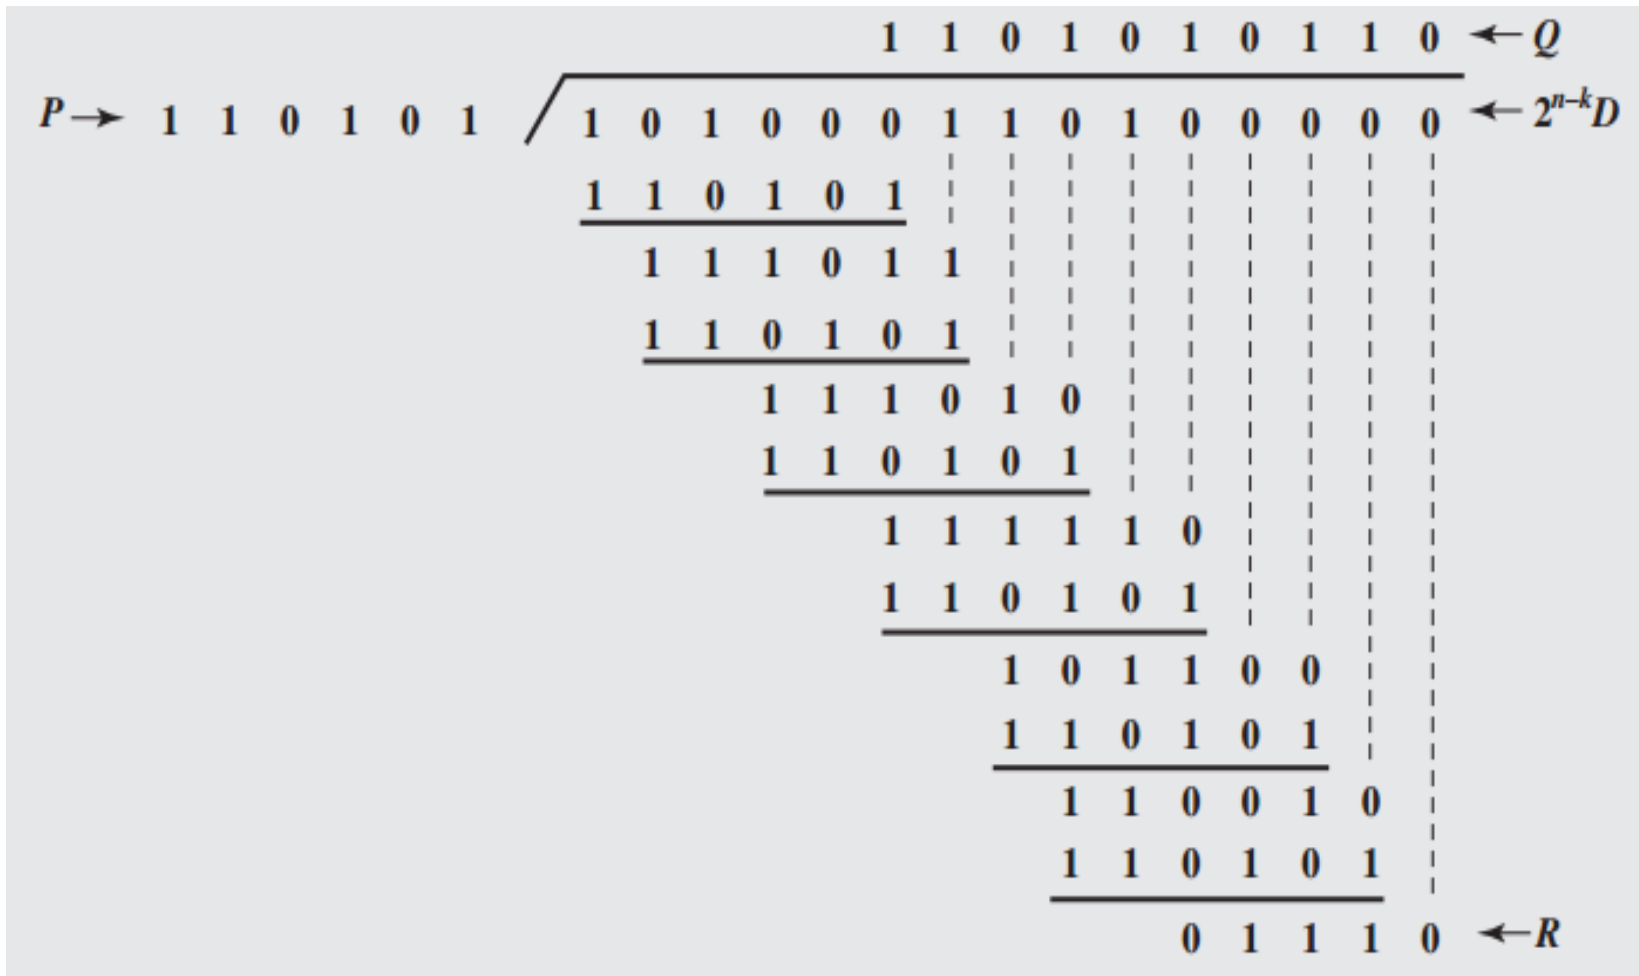 1 1 0 1 0 1 0 1 1 0 ← Q
P → 1 1 0 1 0 1 1 0 1 0 0 0 1 1 0 1 0 0 0 0 0 ← 2^{n–k}D
1 1 0 1 0 1
1 1 1 0 1 1
1 1 0 1 0 1
1 1 1 0 1 0
1 1 0 1 0 1
1 1 1 1 1 0
1 1 0 1 0 1
1 0 1 1 0 0
1 1 0 1 0 1
1 1 0 0 1 0
1 1 0 1 0 1
0 1 1 1 0 ← R